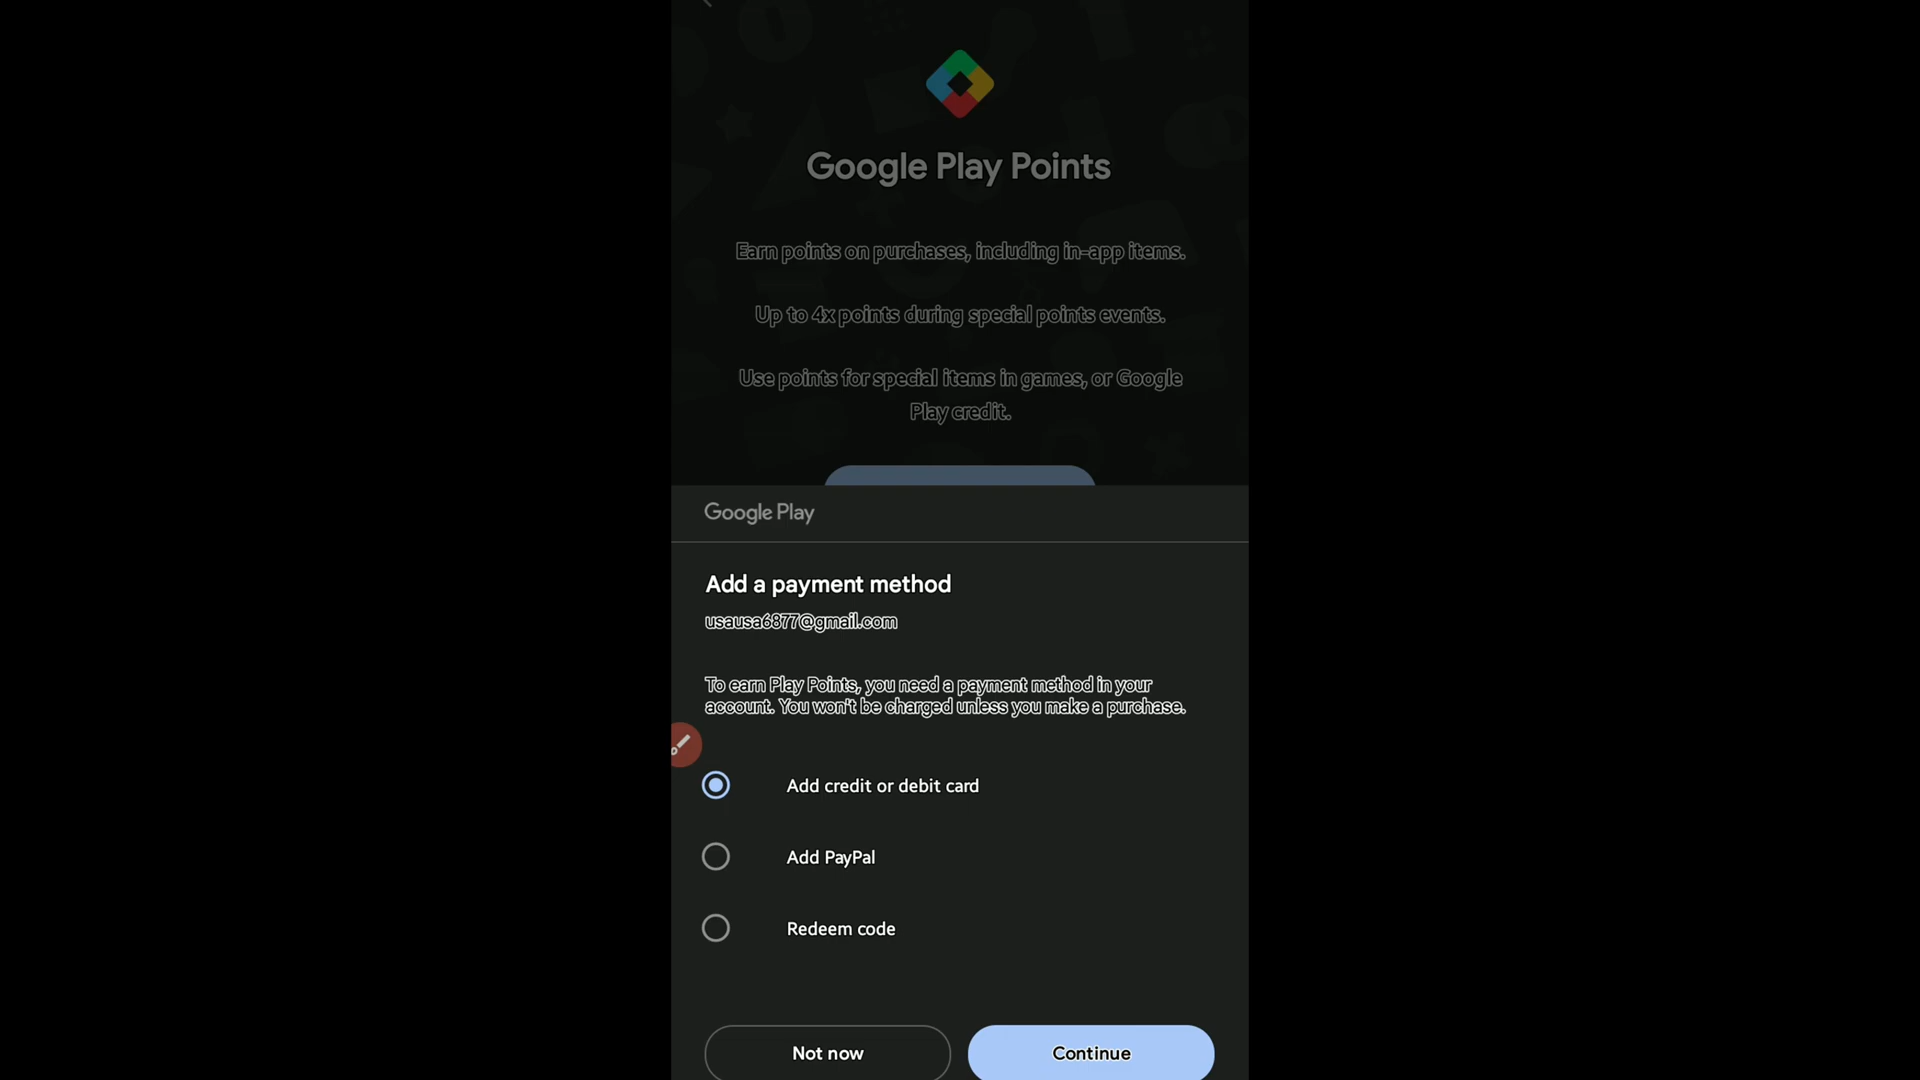 Google Play Points
Earn points on purchases, including in-app items.
Up to 4x points during special points events.
Use points for special items in games, or Google
Play credit.
Google Play
Add a payment method
usausa6877@gmail.com
To earn Play Points, you need a payment method in your
account. You won't be charged unless you make a purchase.
Add credit or debit card
Add PayPal
Redeem code
Not now
Continue